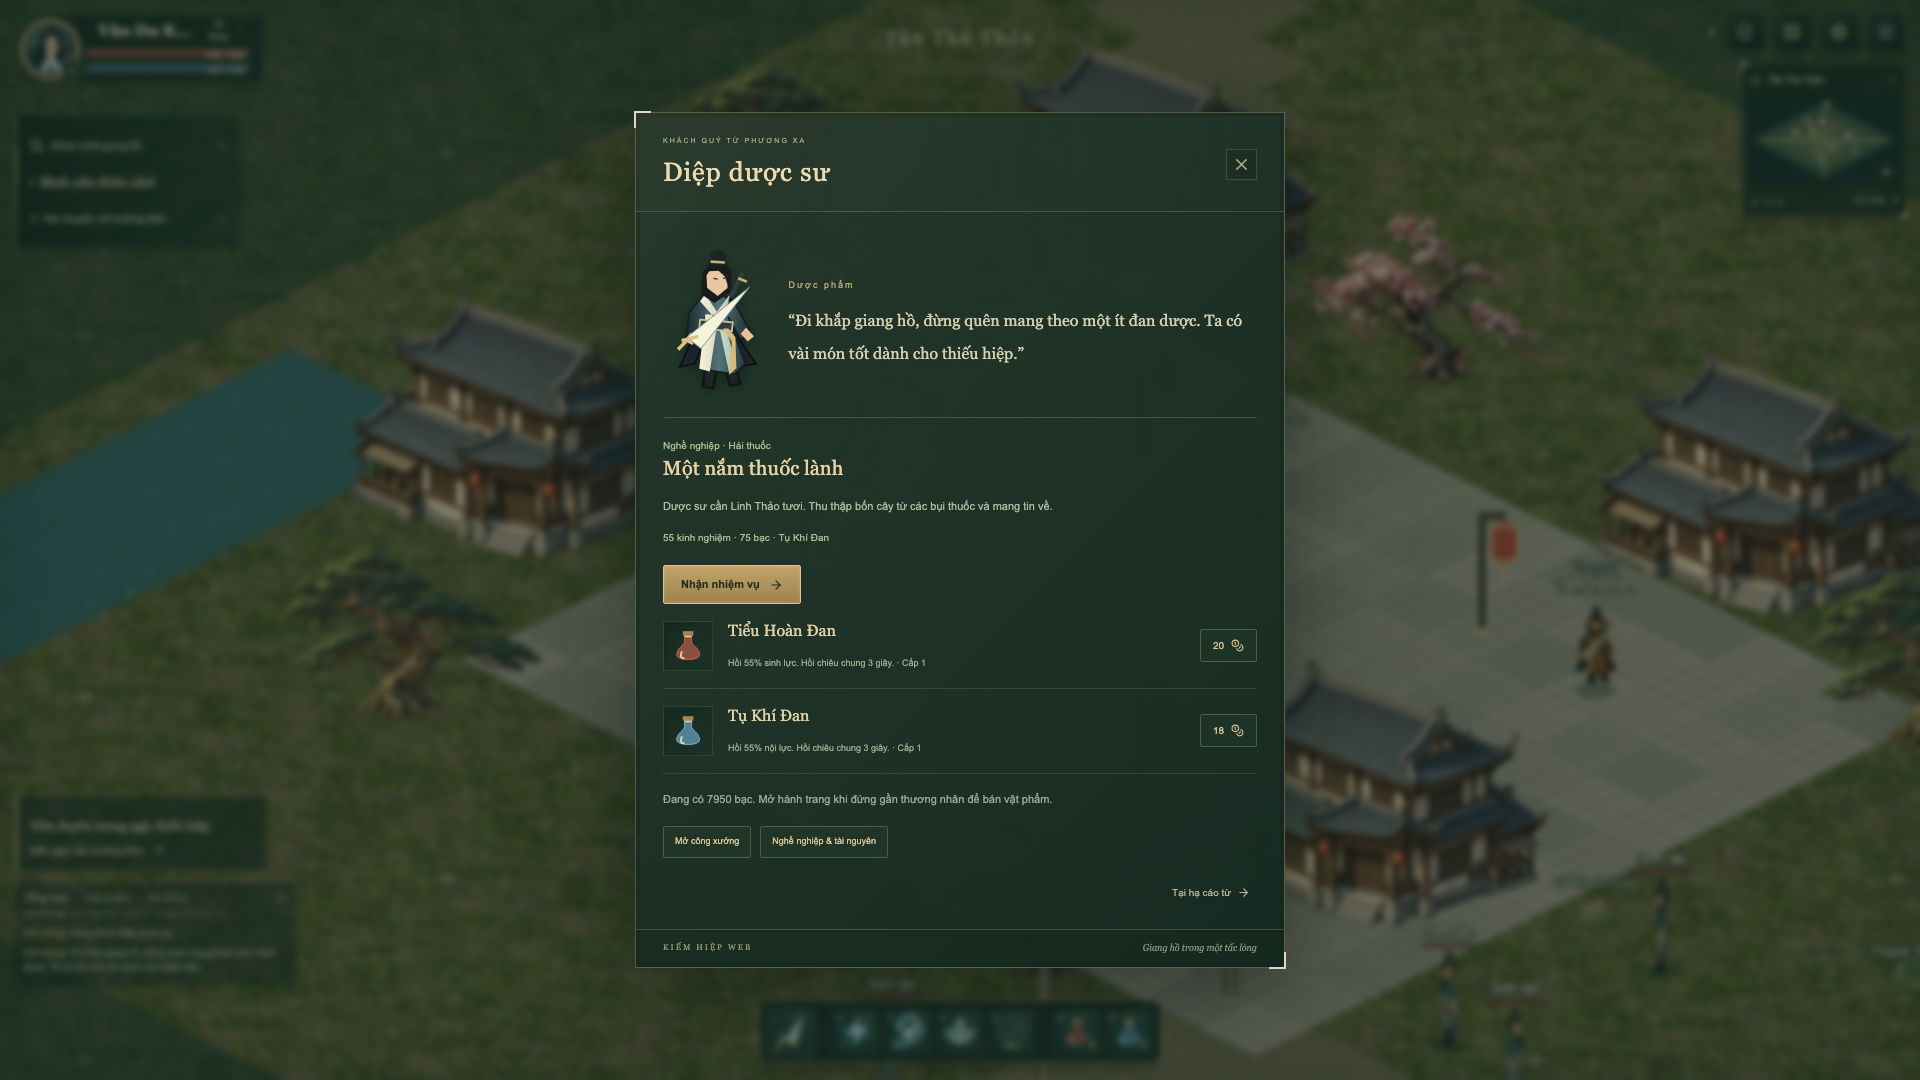 Tân Thủ Thôn
KHÁCH QUÝ TỪ PHƯƠNG XA
Diệp dược sư
Dược phẩm
“Đi khắp giang hồ, đừng quên mang theo một ít đan dược. Ta có
vài món tốt dành cho thiếu hiệp.”
Nghề nghiệp · Hái thuốc
Một nắm thuốc lành
Dược sư cần Linh Thảo tươi. Thu thập bốn cây từ các bụi thuốc và mang tin về.
55 kinh nghiệm · 75 bạc · Tụ Khí Đan
Nhận nhiệm vụ
Tiểu Hoàn Đan
Hồi 55% sinh lực. Hồi chiêu chung 3 giây. · Cấp 1
20
Tụ Khí Đan
Hồi 55% nội lực. Hồi chiêu chung 3 giây. · Cấp 1
18
Đang có 7950 bạc. Mở hành trang khi đứng gần thương nhân để bán vật phẩm.
Mở công xưởng
Nghề nghiệp & tài nguyên
Tại hạ cáo từ
KIẾM HIỆP WEB
Giang hồ trong một tấc lòng